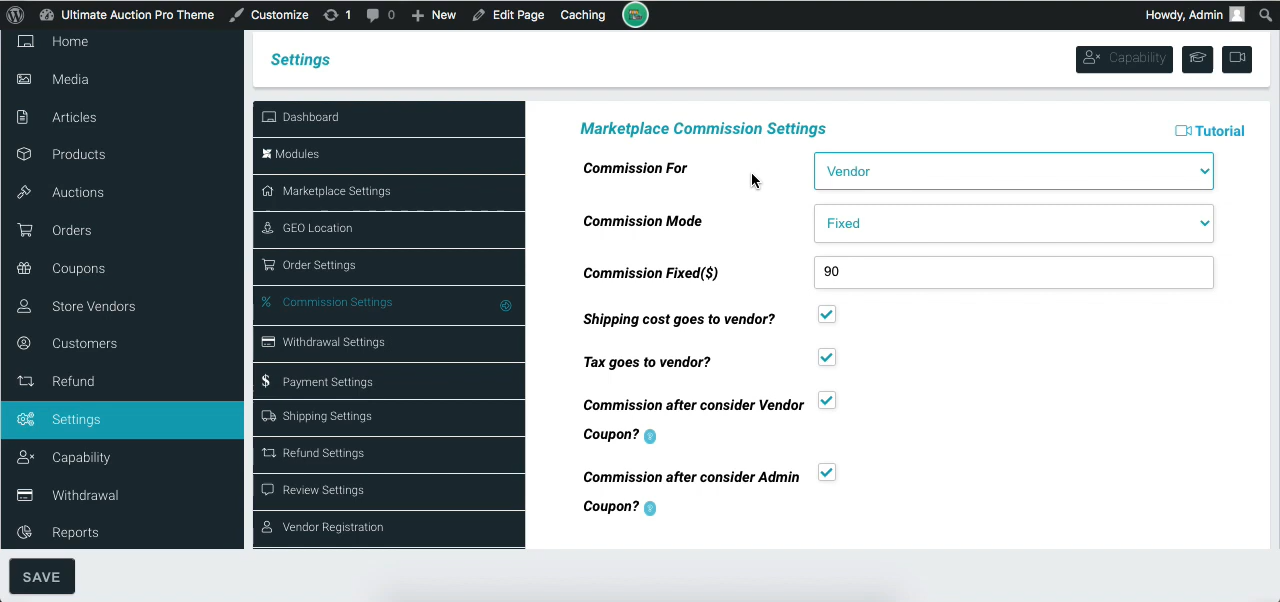 Ultimate Auction Pro Theme Customize 1 0 New Edit Page Caching Howdy, Admin
Home
Media
Articles
Products
Auctions
Orders
Coupons
Store Vendors
Customers
Refund
Settings
Capability
Withdrawal
Reports
SAVE
Settings
Capability
Dashboard
Modules
Marketplace Settings
GEO Location
Order Settings
Commission Settings
Withdrawal Settings
Payment Settings
Shipping Settings
Refund Settings
Review Settings
Vendor Registration
Marketplace Commission Settings
Tutorial
Commission For
Vendor
Commission Mode
Fixed
Commission Fixed($)
90
Shipping cost goes to vendor?
Tax goes to vendor?
Commission after consider Vendor
Coupon?
Commission after consider Admin
Coupon?